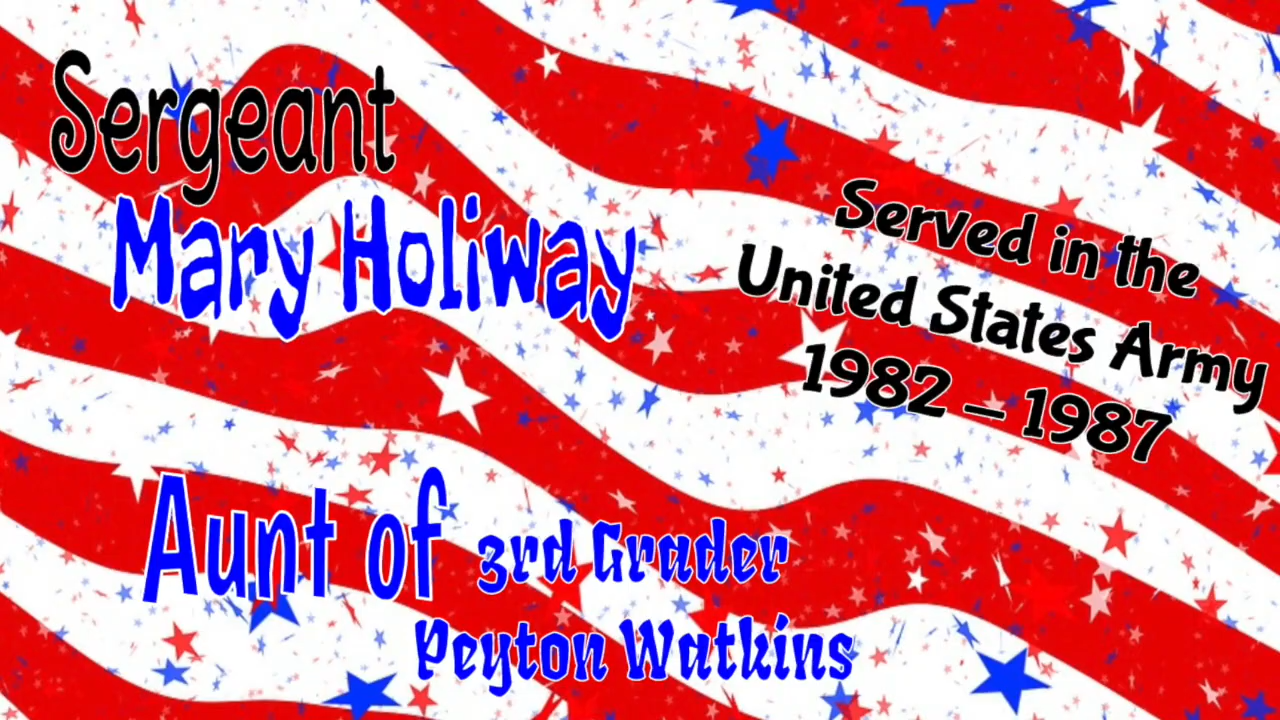 Sergeant
Mary Holiway
Served in the
United States Army
1982 – 1987
Aunt of 3rd Grader
Peyton Watkins